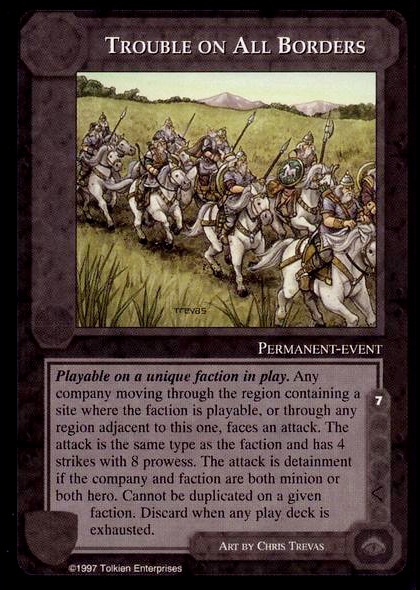 TROUBLE ON ALL BORDERS
TREVAS
PERMANENT-EVENT
Playable on a unique faction in play. Any
company moving through the region containing a
site where the faction is playable, or through any
region adjacent to this one, faces an attack. The
attack is the same type as the faction and has 4
strikes with 8 prowess. The attack is detainment
if the company and faction are both minion or
both hero. Cannot be duplicated on a given
faction. Discard when any play deck is
exhausted.
7
ART BY CHRIS TREVAS
©1997 Tolkien Enterprises